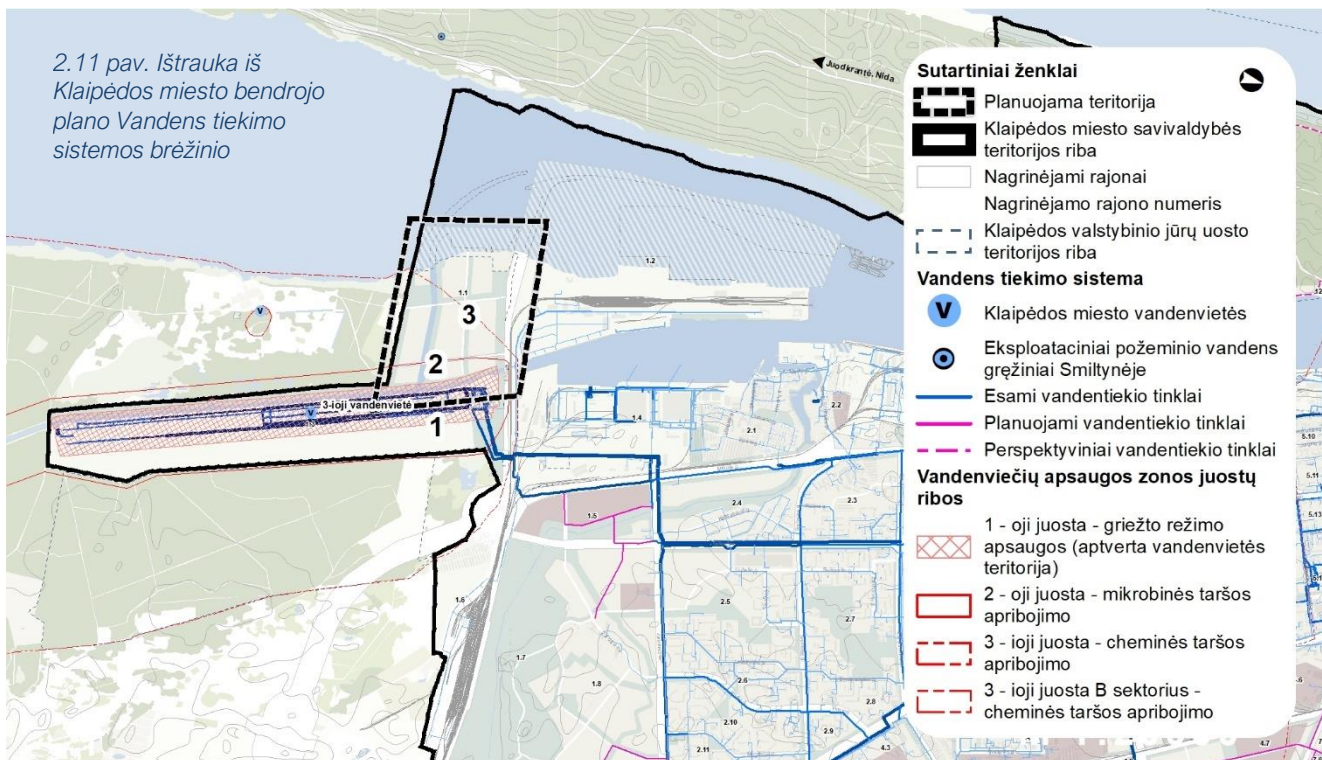 2.11 pav. Ištrauka iš
Klaipėdos miesto bendrojo
plano Vandens tiekimo
sistemos brėžinio
Juodkrantė, Nida
Sutartiniai ženklai
Planuojama teritorija
Klaipėdos miesto savivaldybės
teritorijos riba
Nagrinėjami rajonai
Nagrinėjamo rajono numeris
Klaipėdos valstybinio jūrų uosto
teritorijos riba
Vandens tiekimo sistema
V
Klaipėdos miesto vandenvietės
Eksploataciniai požeminio vandens
gręžiniai Smiltynėje
Esami vandentiekio tinklai
Planuojami vandentiekio tinklai
Perspektyviniai vandentiekio tinklai
Vandenviečių apsaugos zonos juostų
ribos
1 - oji juosta - griežto režimo
apsaugos (aptverta vandenvietės
teritorija)
2 - oji juosta - mikrobinės taršos
apribojimo
3 - ioji juosta - cheminės taršos
apribojimo
3 - ioji juosta B sektorius -
cheminės taršos apribojimo
1.2
1.1
3
V
2
3-ioji vandenvietė
V
1
1.4
2.1
2.2
2.4
2.3
1.5
1.6
2.5
2.7
1.7
1.8
2.6
2.8
2.10
2.9
2.11
4.3
4.7
5.10
5.11
5.13